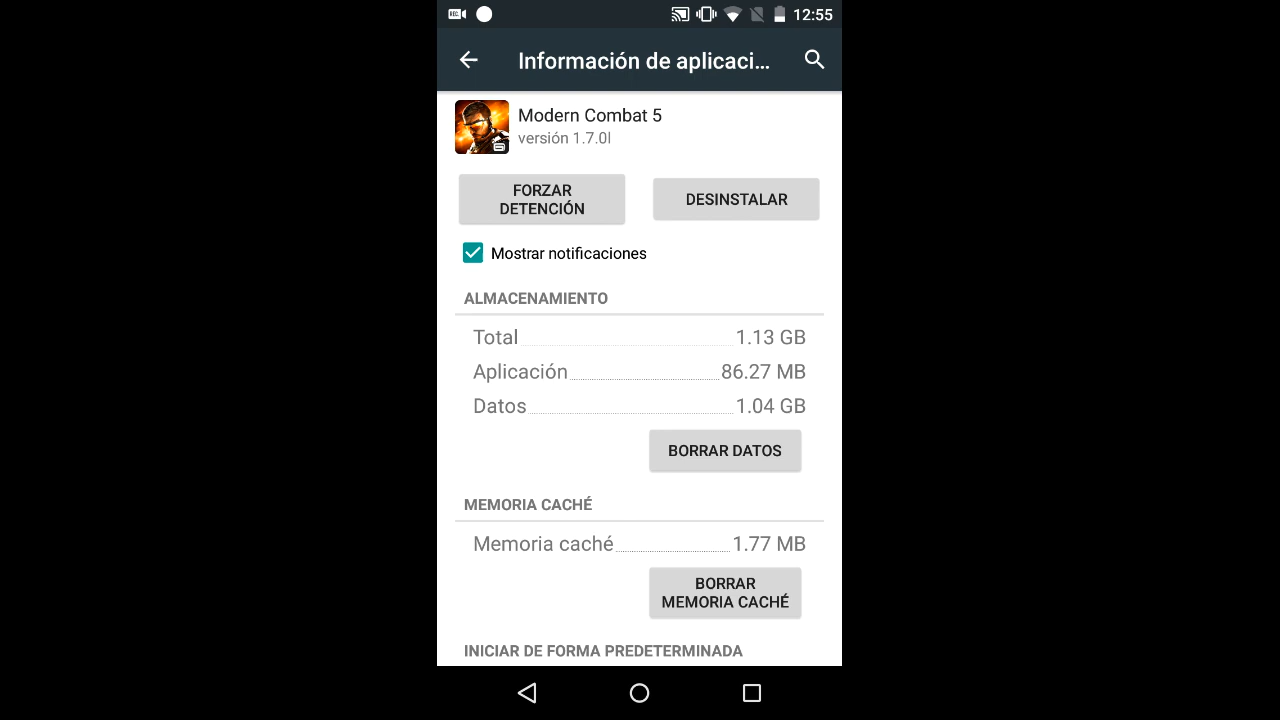 REC
12:55
Información de aplicaci...
Modern Combat 5
versión 1.7.0l
FORZAR
DETENCIÓN
DESINSTALAR
Mostrar notificaciones
ALMACENAMIENTO
Total 1.13 GB
Aplicación 86.27 MB
Datos 1.04 GB
BORRAR DATOS
MEMORIA CACHÉ
Memoria caché 1.77 MB
BORRAR
MEMORIA CACHÉ
INICIAR DE FORMA PREDETERMINADA